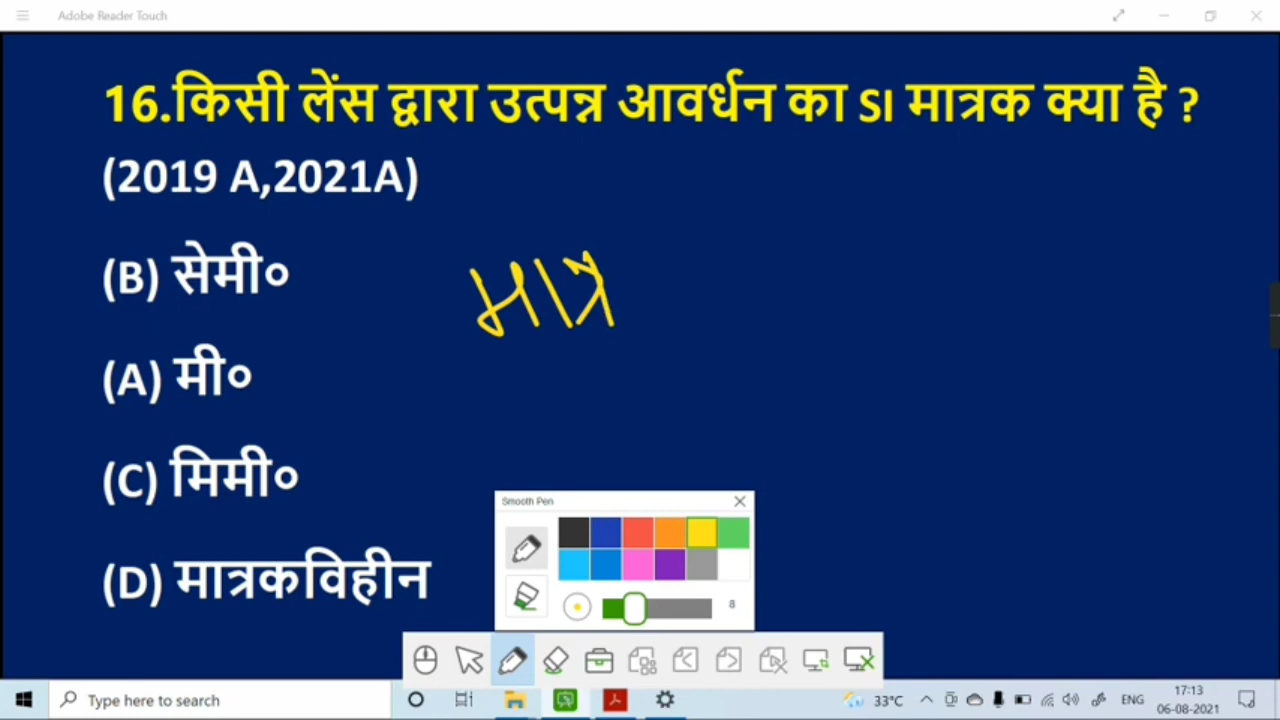 Adobe Reader Touch
16.किसी लेंस द्वारा उत्पन्न आवर्धन का SI मात्रक क्या है ?
(2019 A,2021A)
(B) सेमी०
मात्र
(A) मी०
(C) मिमी०
(D) मात्रकविहीन
Smooth Pen
8
Type here to search
33°C
ENG
17:13
06-08-2021